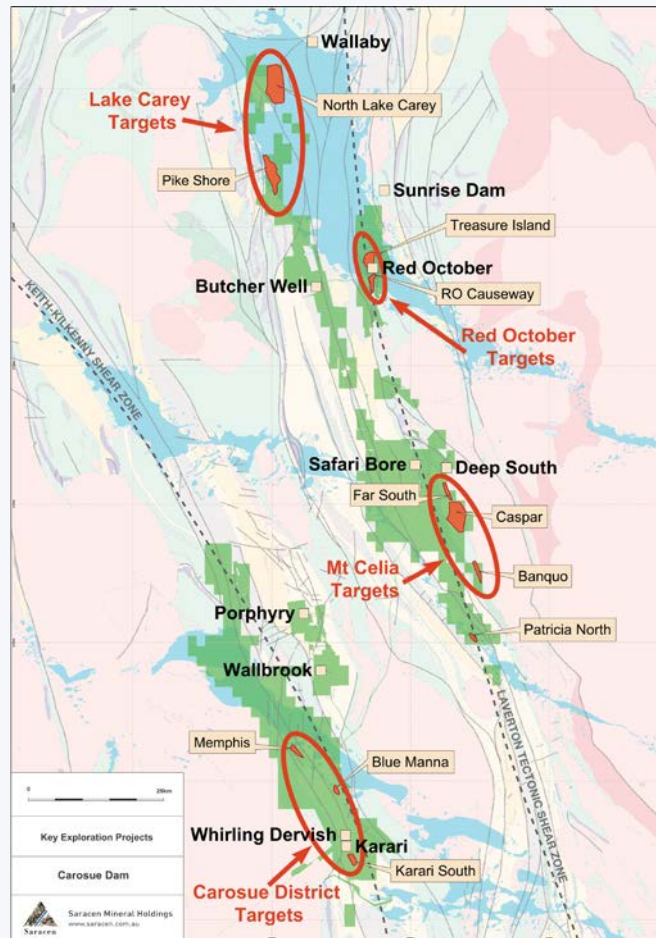 Wallaby
Lake Carey
Targets
North Lake Carey
Pike Shore
Sunrise Dam
Treasure Island
Red October
Butcher Well
RO Causeway
Red October
Targets
KEITH-KILKENNY SHEAR ZONE
Safari Bore
Deep South
Far South
Caspar
Mt Celia
Targets
Banquo
Porphyry
Patricia North
Wallbrook
LAVERTON TECTONIC SHEAR ZONE
Memphis
Blue Manna
0
Whirling Dervish
Key Exploration Projects
Karari
Karari South
Carosue Dam
Carosue District
Targets
Saracen
Saracen Mineral Holdings
www.saracen.com.au